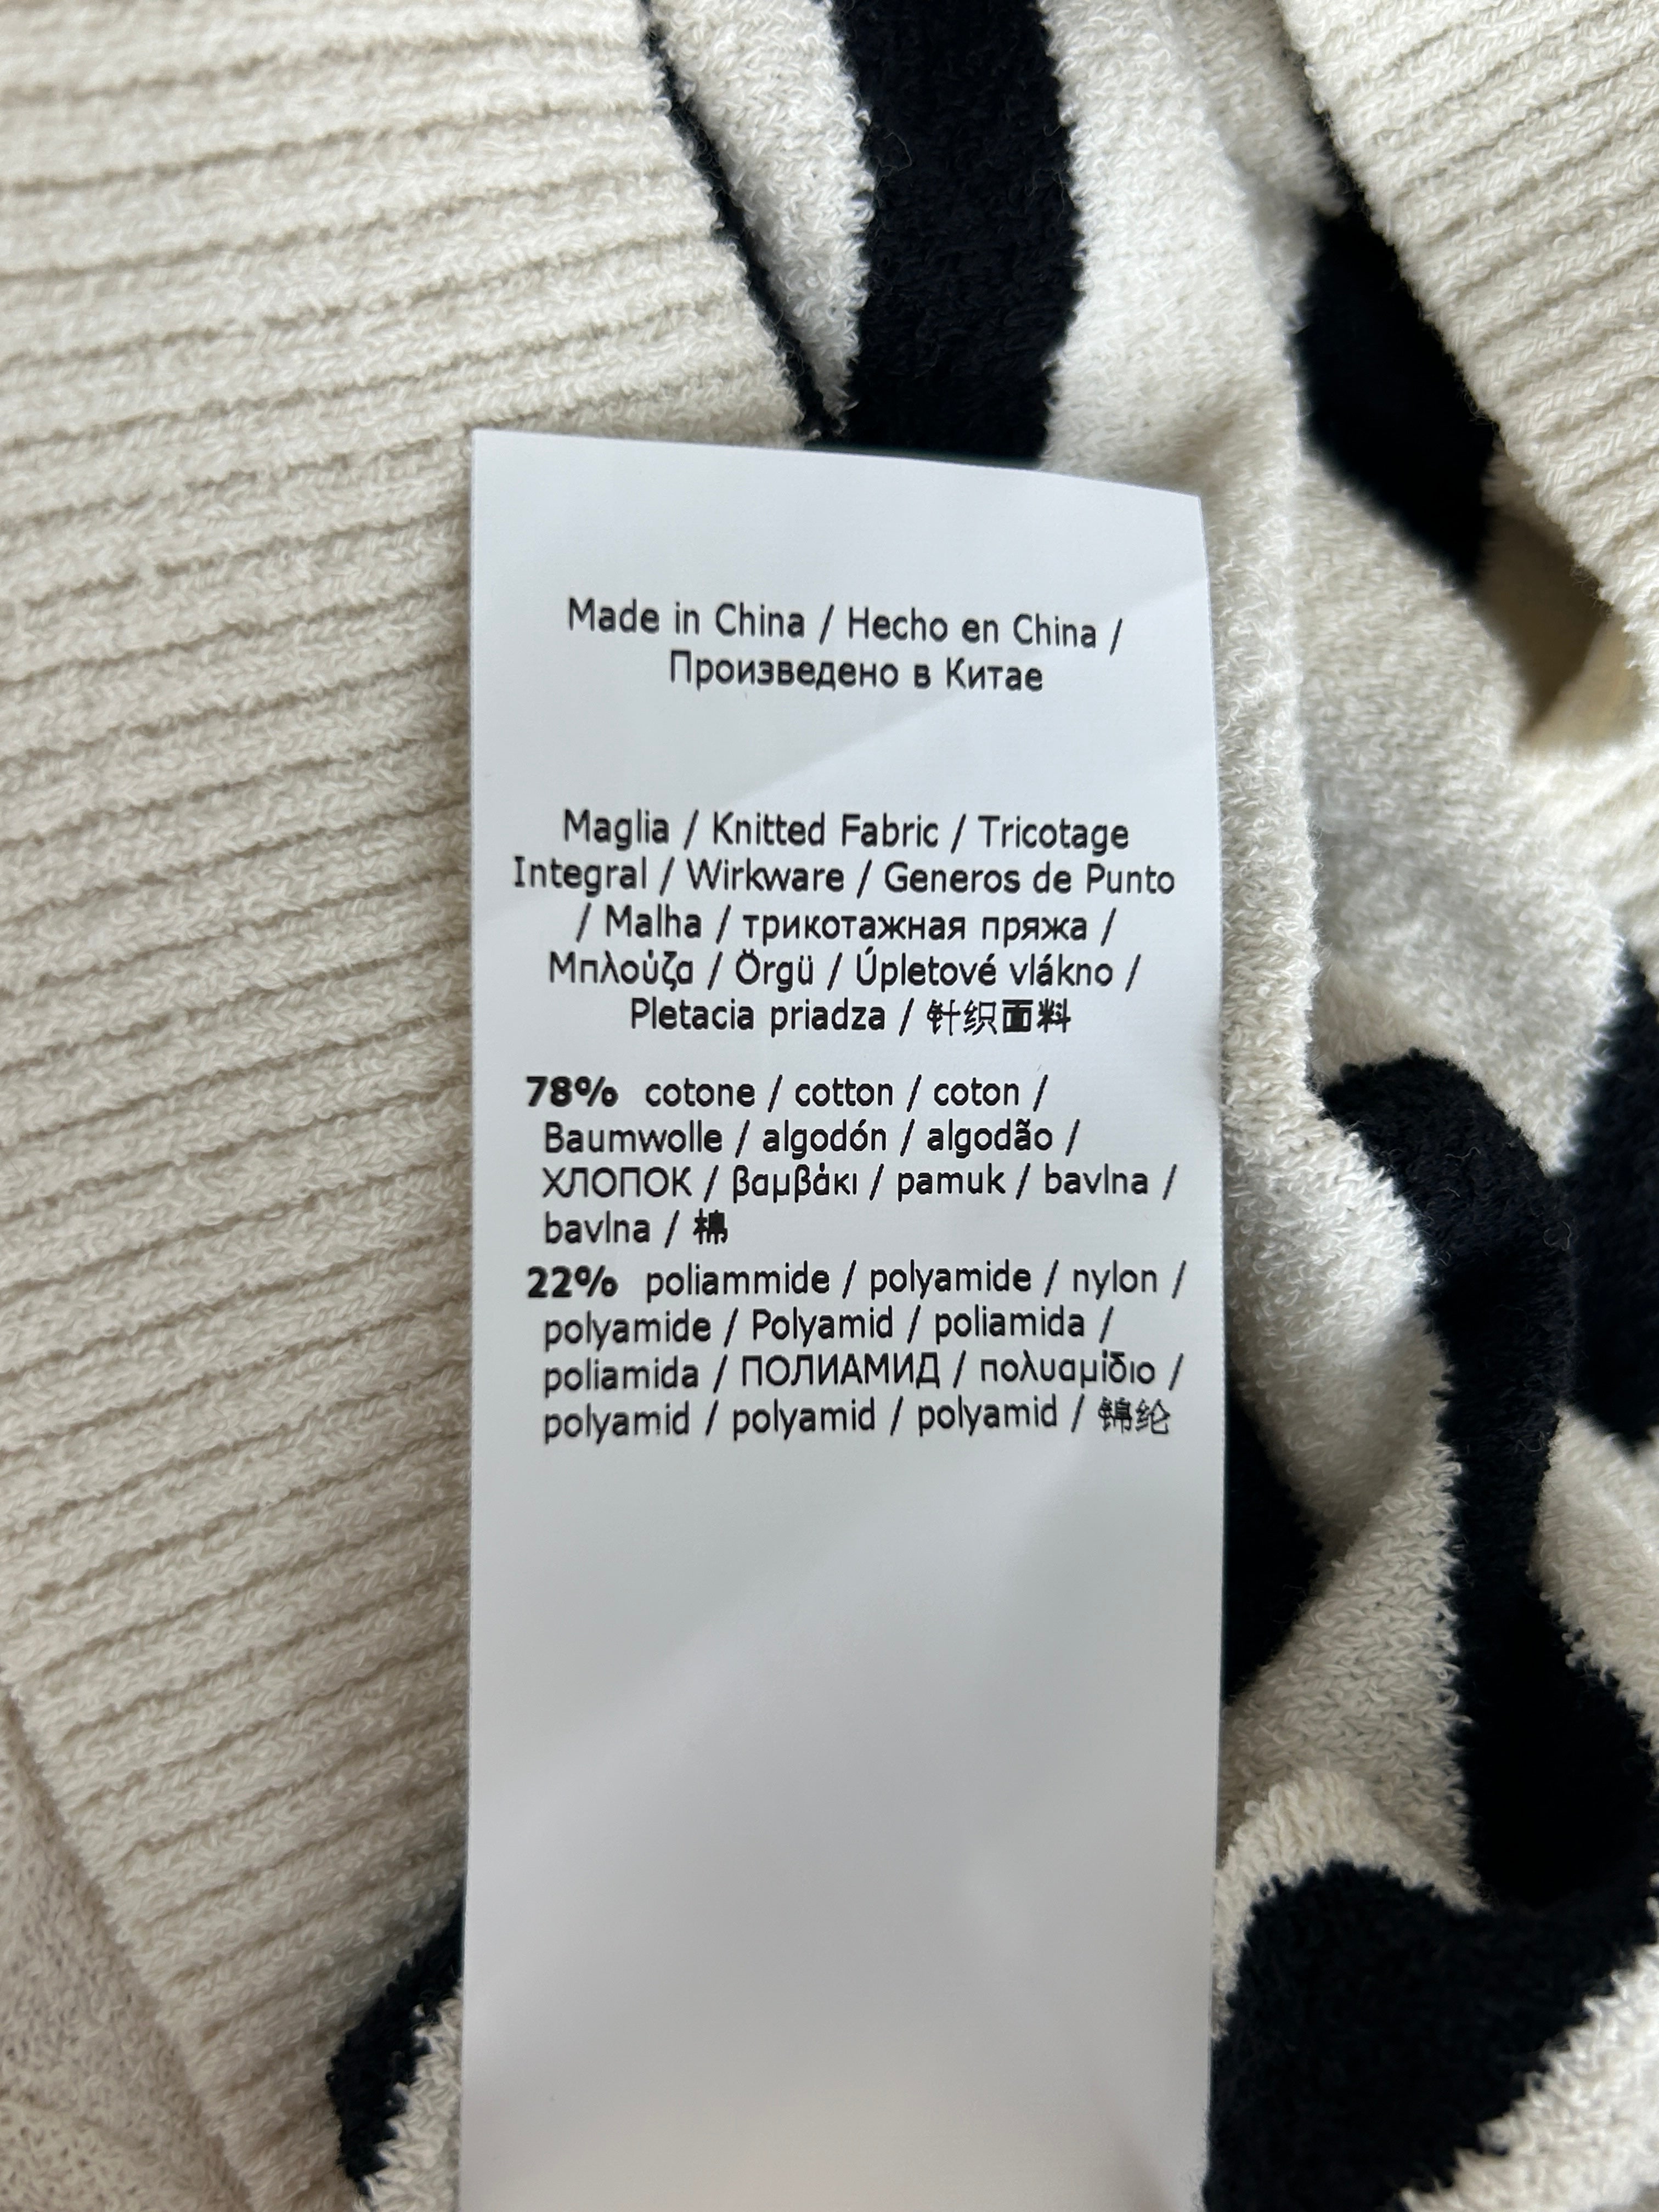 Made in China / Hecho en China /
Произведено в Китае
Maglia / Knitted Fabric / Tricotage
Integral / Wirkware / Generos de Punto
/ Malha / трикотажная пряжа /
Μπλούζα / Örgü / Úpletové vlákno /
Pletacia priadza / 针织面料
78% cotone / cotton / coton /
Baumwolle / algodón / algodão /
ХЛОПОК / βαμβάκι / pamuk / bavlna /
bavlna / 棉
22% poliammide / polyamide / nylon /
polyamide / Polyamid / poliamida /
poliamida / ПОЛИАМИД / πολυαμίδιο /
polyamid / polyamid / polyamid / 锦纶